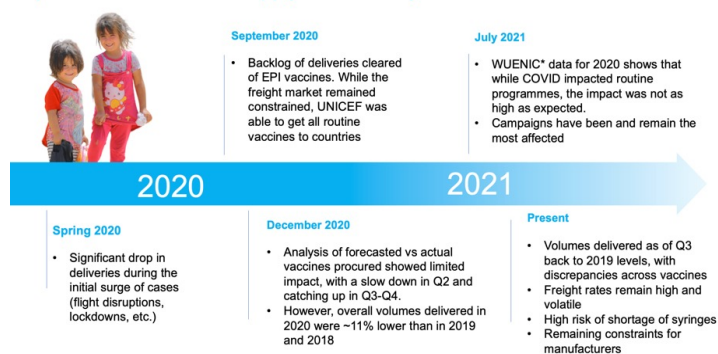 September 2020
• Backlog of deliveries cleared
of EPI vaccines. While the
freight market remained
constrained, UNICEF was
able to get all routine
vaccines to countries
July 2021
• WUENIC* data for 2020 shows that
while COVID impacted routine
programmes, the impact was not as
high as expected.
• Campaigns have been and remain the
most affected
2020
2021
Spring 2020
• Significant drop in
deliveries during the
initial surge of cases
(flight disruptions,
lockdowns, etc.)
December 2020
• Analysis of forecasted vs actual
vaccines procured showed limited
impact, with a slow down in Q2 and
catching up in Q3-Q4.
• However, overall volumes delivered in
2020 were ~11% lower than in 2019
and 2018
Present
• Volumes delivered as of Q3
back to 2019 levels, with
discrepancies across vaccines
• Freight rates remain high and
volatile
• High risk of shortage of syringes
• Remaining constraints for
manufacturers